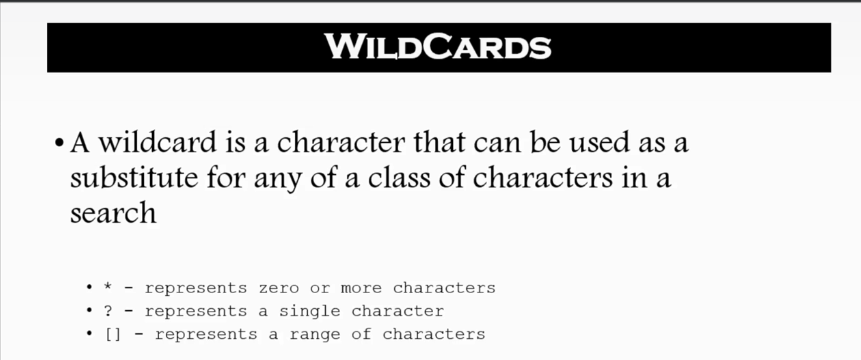 WILDCARDS
• A wildcard is a character that can be used as a
substitute for any of a class of characters in a
search
• * - represents zero or more characters
• ? - represents a single character
• [] - represents a range of characters